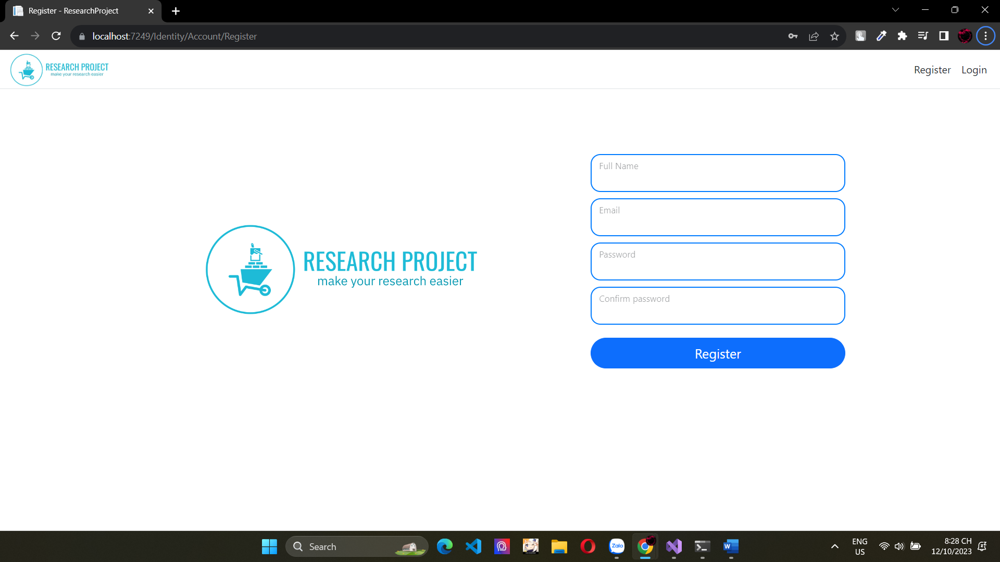 Register - ResearchProject
localhost:7249/Identity/Account/Register
RESEARCH PROJECT
make your research easier
Register Login
Full Name
Email
Password
Confirm password
RESEARCH PROJECT
make your research easier
Register
Search
Zalo
W
ENG
US
8:28 CH
12/10/2023